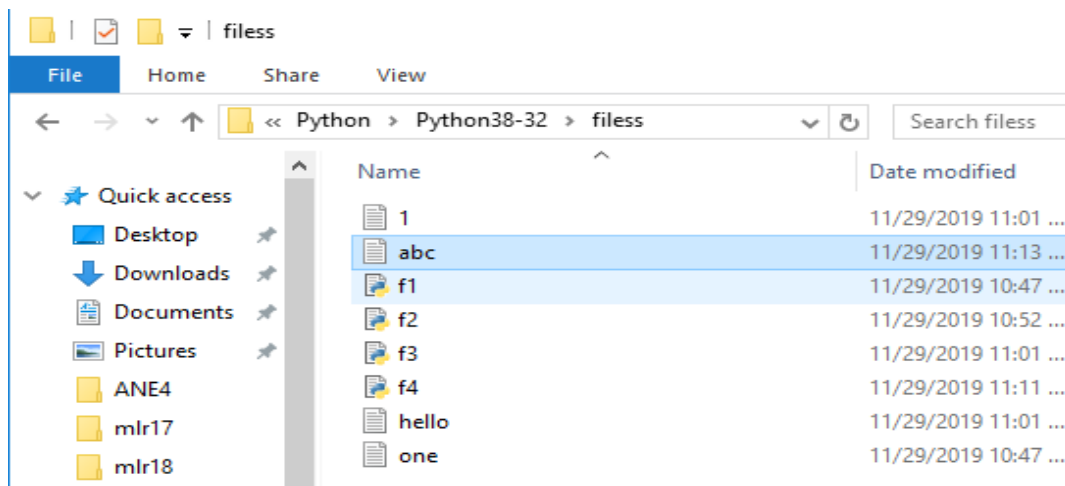 filess
File Home Share View
« Python > Python38-32 > filess Search filess
Name Date modified
Quick access
Desktop
Downloads
Documents
Pictures
ANE4
mlr17
mlr18
1 11/29/2019 11:01 ...
abc 11/29/2019 11:13 ...
f1 11/29/2019 10:47 ...
f2 11/29/2019 10:52 ...
f3 11/29/2019 11:01 ...
f4 11/29/2019 11:11 ...
hello 11/29/2019 11:01 ...
one 11/29/2019 10:47 ...